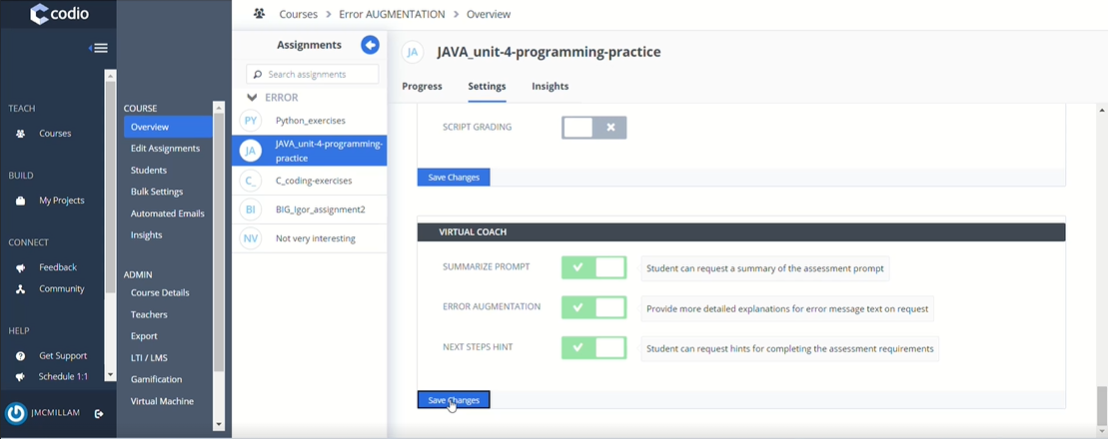 codio
TEACH
Courses
BUILD
My Projects
CONNECT
Feedback
Community
HELP
Get Support
Schedule 1:1
JMCMILLAM
COURSE
Overview
Edit Assignments
Students
Bulk Settings
Automated Emails
Insights
ADMIN
Course Details
Teachers
Export
LTI / LMS
Gamification
Virtual Machine
Courses > Error AUGMENTATION > Overview
Assignments
Search assignments
ERROR
PY Python_exercises
JA JAVA_unit-4-programming-
practice
C_ C_coding-exercises
BI BIG_Igor_assignment2
NV Not very interesting
JA JAVA_unit-4-programming-practice
Progress Settings Insights
SCRIPT GRADING
Save Changes
VIRTUAL COACH
SUMMARIZE PROMPT Student can request a summary of the assessment prompt
ERROR AUGMENTATION Provide more detailed explanations for error message text on request
NEXT STEPS HINT Student can request hints for completing the assessment requirements
Save Changes